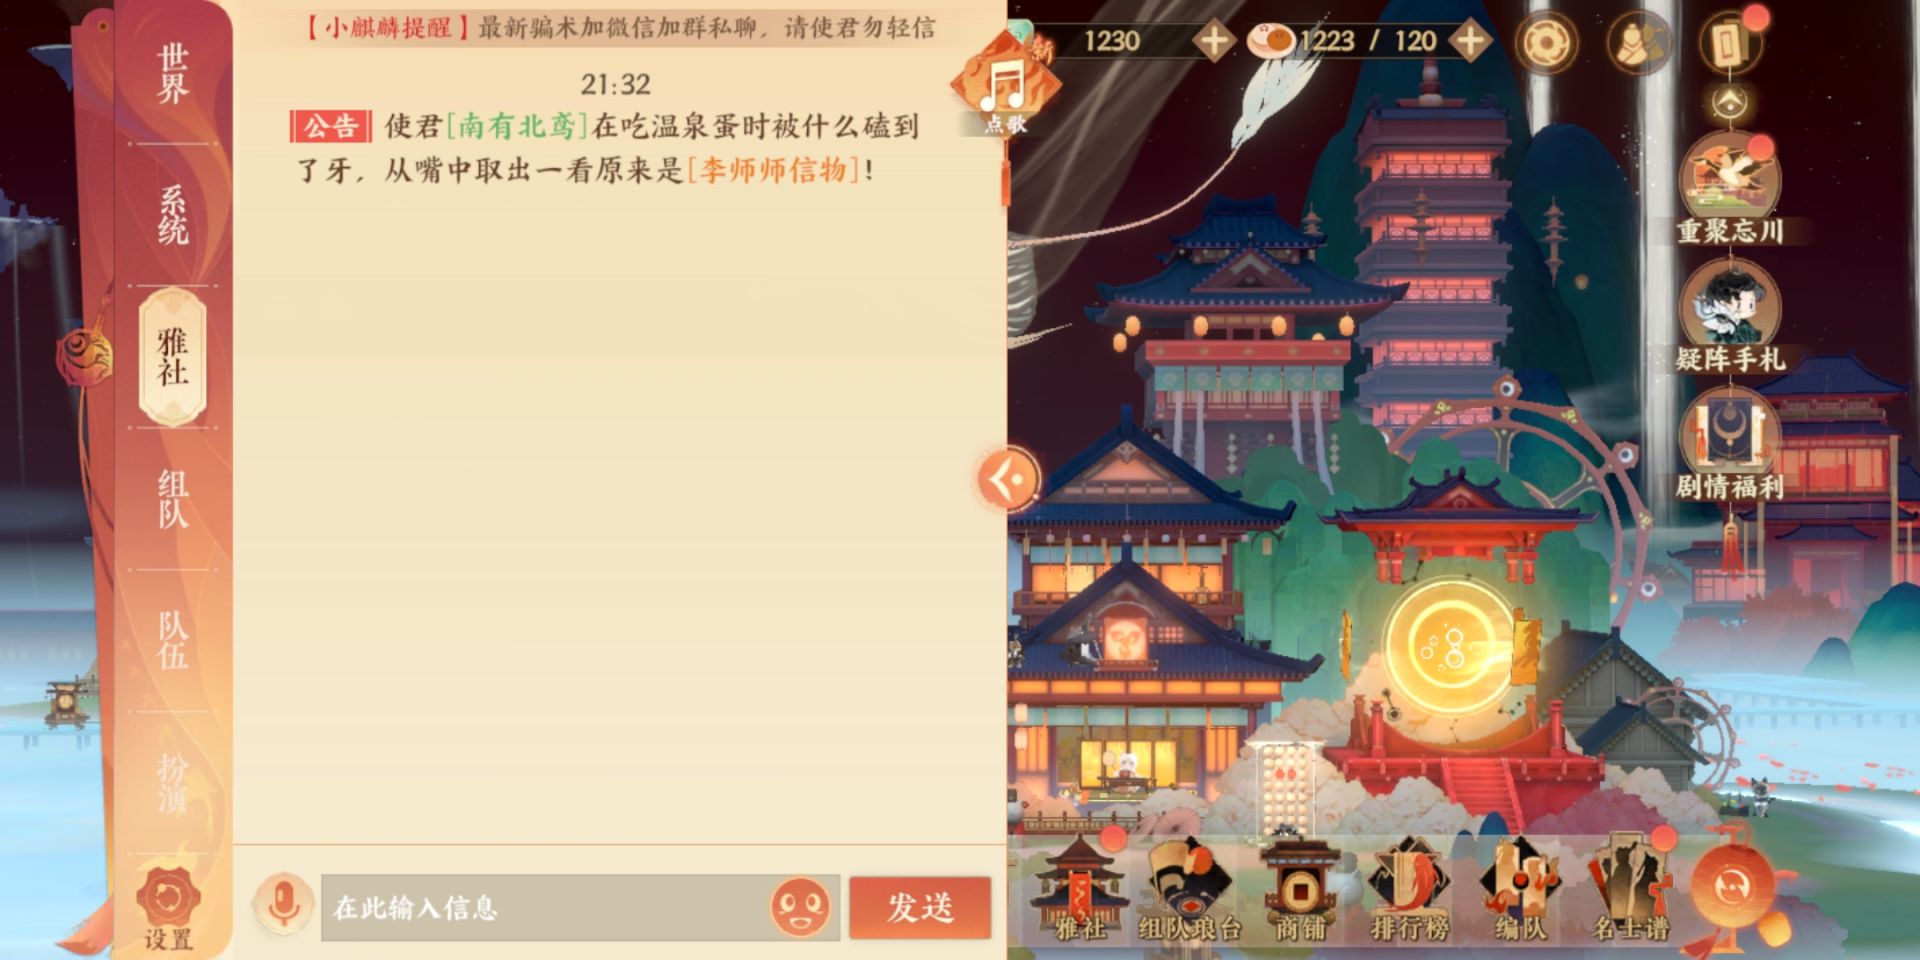 世界
系统
雅社
组队
队伍
扮演
设置
【小麒麟提醒】最新骗术加微信加群私聊，请使君勿轻信
21:32
公告 使君[南有北鸢]在吃温泉蛋时被什么磕到
了牙，从嘴中取出一看原来是[李师师信物]！
在此输入信息
发送
新
点歌
1230
1223 / 120
重聚忘川
疑阵手札
剧情福利
雅社
组队琅台
商铺
排行榜
编队
名士谱